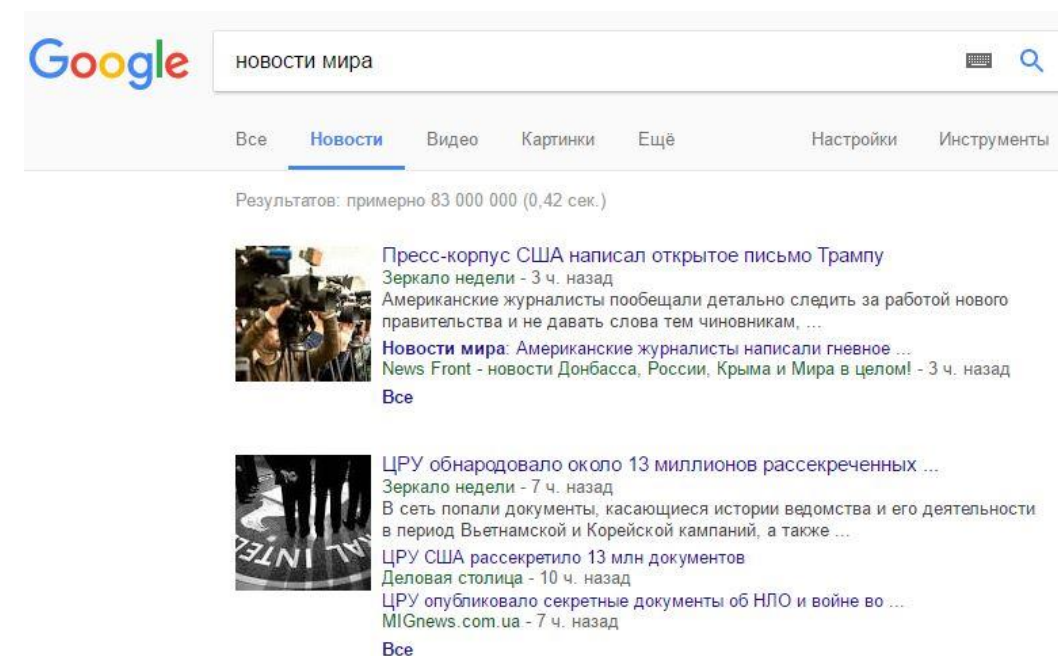 Google
новости мира
Все Новости Видео Картинки Ещё Настройки Инструменты
Результатов: примерно 83 000 000 (0,42 сек.)
Пресс-корпус США написал открытое письмо Трампу
Зеркало недели - 3 ч. назад
Американские журналисты пообещали детально следить за работой нового
правительства и не давать слова тем чиновникам, ...
Новости мира: Американские журналисты написали гневное ...
News Front - новости Донбасса, России, Крыма и Мира в целом! - 3 ч. назад
Все
ЦРУ обнародовало около 13 миллионов рассекреченных ...
Зеркало недели - 7 ч. назад
В сеть попали документы, касающиеся истории ведомства и его деятельности
в период Вьетнамской и Корейской кампаний, а также ...
ЦРУ США рассекретило 13 млн документов
Деловая столица - 10 ч. назад
ЦРУ опубликовало секретные документы об НЛО и войне во ...
MIGnews.com.ua - 7 ч. назад
Все